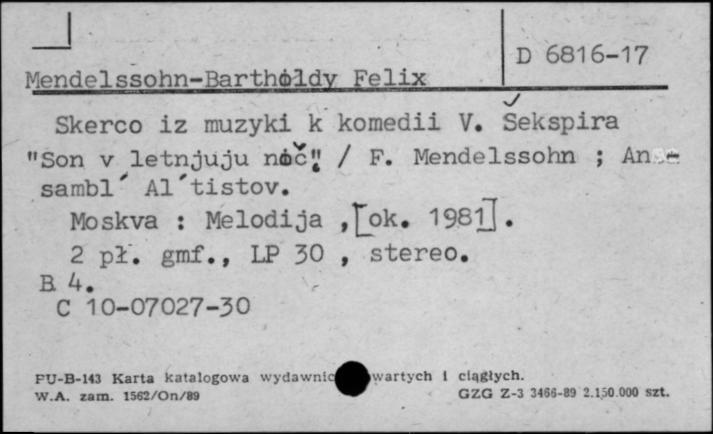 D 6816-17
Mendelssohn-Bartholdy Felix
Skerco iz muzyki k komedii V. Šekspira
"Son v letnjuju noč" / F. Mendelssohn ; An-
sambl´ Al´tistov.
Moskva : Melodija ,[ok. 1981].
2 pł. gmf., LP 30 , stereo.
B 4.
C 10-07027-30
PU-B-143 Karta katalogowa wydawnic wartych i ciągłych.
W.A. zam. 1562/On/89
GZG Z-3 3466-89 2.150.000 szt.